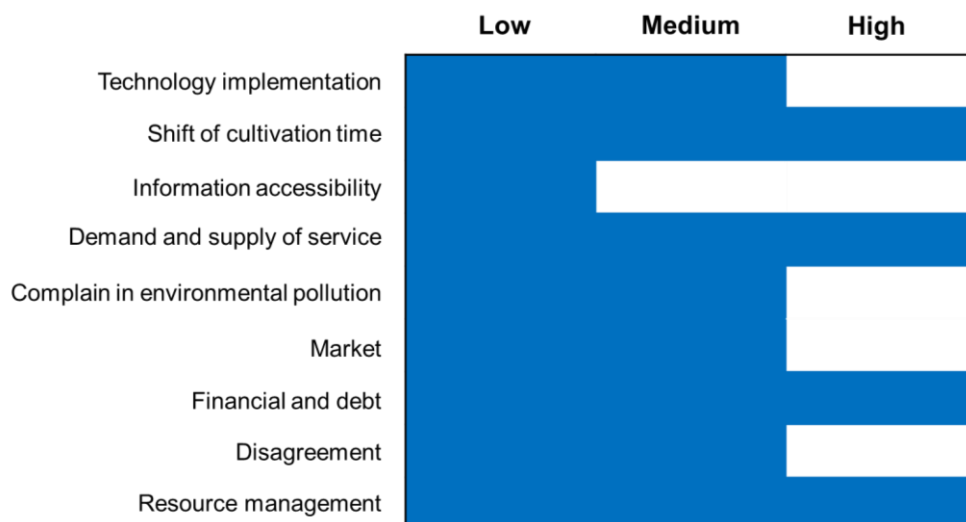 Low Medium High
Technology implementation
Shift of cultivation time
Information accessibility
Demand and supply of service
Complain in environmental pollution
Market
Financial and debt
Disagreement
Resource management